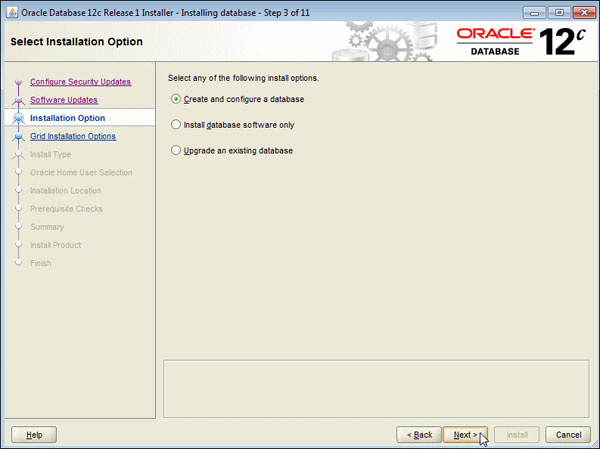 Oracle Database 12c Release 1 Installer - Installing database - Step 3 of 11
Select Installation Option
ORACLE
DATABASE
12c
Configure Security Updates
Software Updates
Installation Option
Grid Installation Options
Install Type
Oracle Home User Selection
Installation Location
Prerequisite Checks
Summary
Install Product
Finish
Select any of the following install options.
Create and configure a database
Install database software only
Upgrade an existing database
Help
< Back
Next >
Install
Cancel